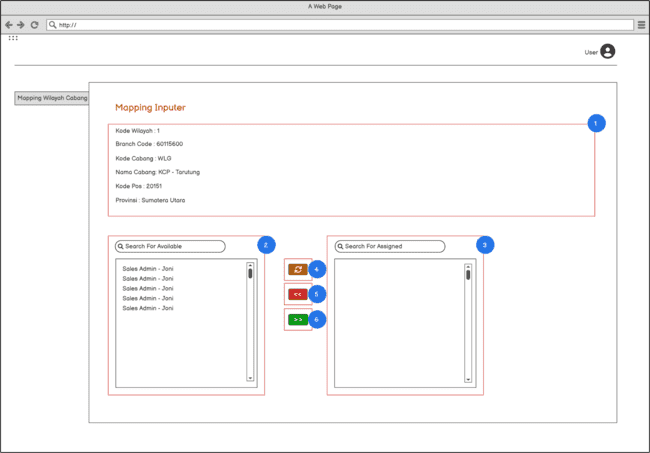 A Web Page
http://
User
Mapping Wilayah Cabang
Mapping Inputer
1
Kode Wilayah : 1
Branch Code : 60115600
Kode Cabang : WLG
Nama Cabang: KCP - Tarutung
Kode Pos : 20151
Provinsi : Sumatera Utara
2
Search For Available
Sales Admin - Joni
Sales Admin - Joni
Sales Admin - Joni
Sales Admin - Joni
Sales Admin - Joni
4
<< 5
>> 6
3
Search For Assigned